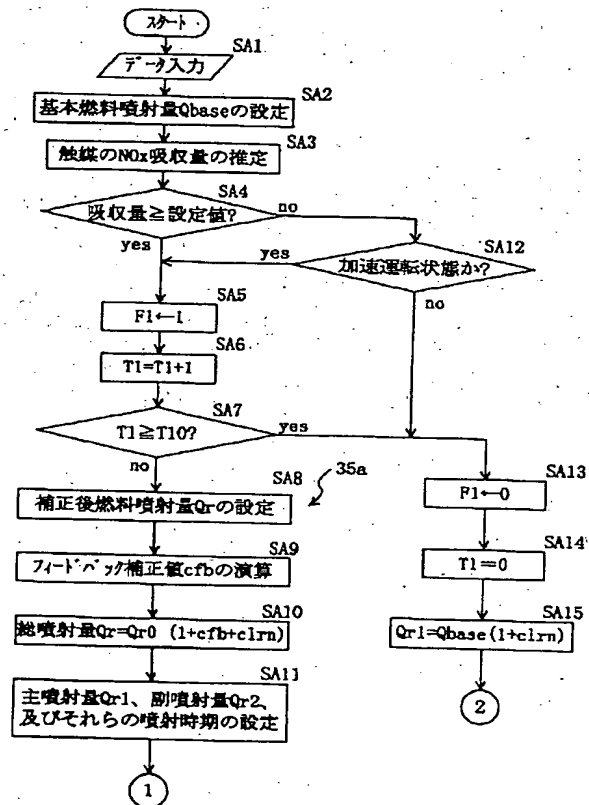 スタート
SA1
データ入力
SA2
基本燃料噴射量Qbaseの設定
SA3
触媒のNOx吸収量の推定
SA4
吸収量≧設定値?
no
yes
SA12
加速運転状態か?
yes
no
SA5
F1←1
SA6
T1=T1+1
SA7
T1≧T10?
yes
no
SA8
補正後燃料噴射量Qrの設定
35a
SA9
フィードバック補正値cfbの演算
SA10
総噴射量Qr=Qr0 (1+cfb+clrn)
SA11
主噴射量Qr1、副噴射量Qr2、
及びそれらの噴射時期の設定
1
SA13
F1←0
SA14
T1==0
SA15
Qr1=Qbase(1+clrn)
2